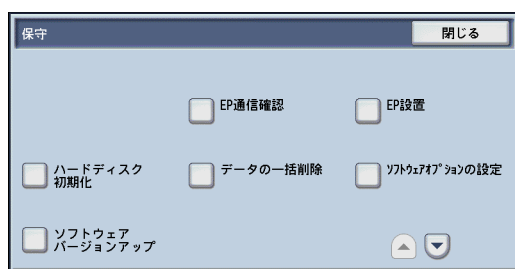 保守
閉じる
EP通信確認
EP設置
ハードディスク
初期化
データの一括削除
ｿﾌﾄｳｪｱｵﾌﾟｼｮﾝの設定
ソフトウェア
バージョンアップ